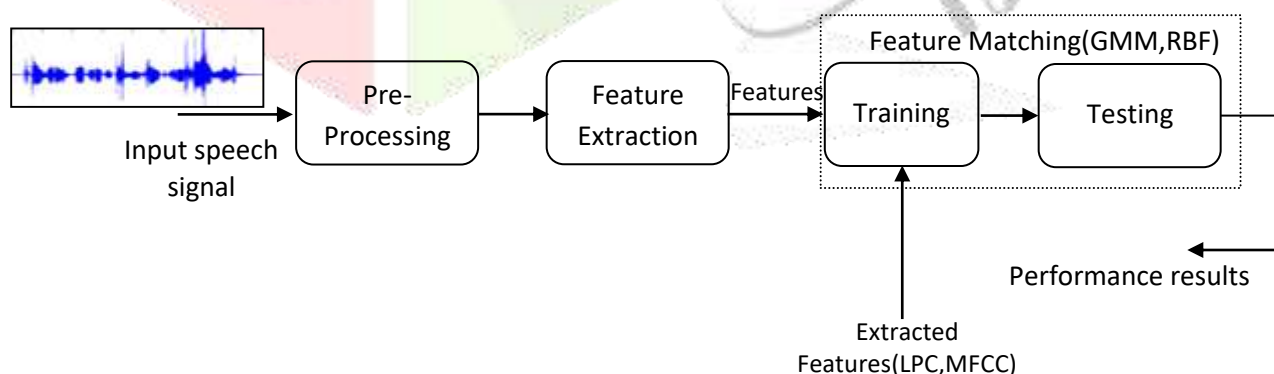 Feature Matching(GMM,RBF)
Input speech
signal
Pre-
Processing
Feature
Extraction
Features
Training
Testing
Performance results
Extracted
Features(LPC,MFCC)